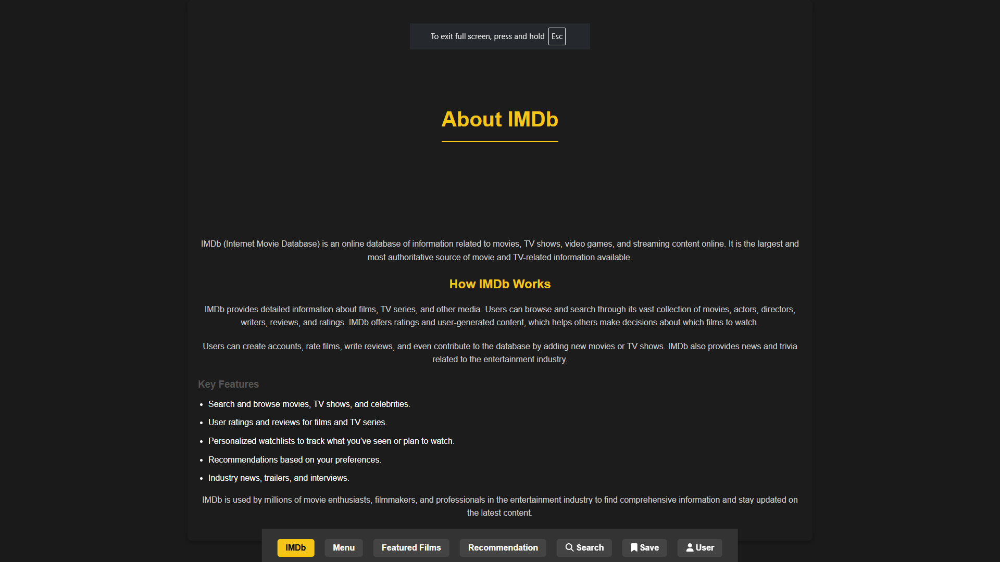 To exit full screen, press and hold Esc
About IMDb
IMDb (Internet Movie Database) is an online database of information related to movies, TV shows, video games, and streaming content online. It is the largest and
most authoritative source of movie and TV-related information available.
How IMDb Works
IMDb provides detailed information about films, TV series, and other media. Users can browse and search through its vast collection of movies, actors, directors,
writers, reviews, and ratings. IMDb offers ratings and user-generated content, which helps others make decisions about which films to watch.
Users can create accounts, rate films, write reviews, and even contribute to the database by adding new movies or TV shows. IMDb also provides news and trivia
related to the entertainment industry.
Key Features
• Search and browse movies, TV shows, and celebrities.
• User ratings and reviews for films and TV series.
• Personalized watchlists to track what you’ve seen or plan to watch.
• Recommendations based on your preferences.
• Industry news, trailers, and interviews.
IMDb is used by millions of movie enthusiasts, filmmakers, and professionals in the entertainment industry to find comprehensive information and stay updated on
the latest content.
IMDb Menu Featured Films Recommendation Search Save User